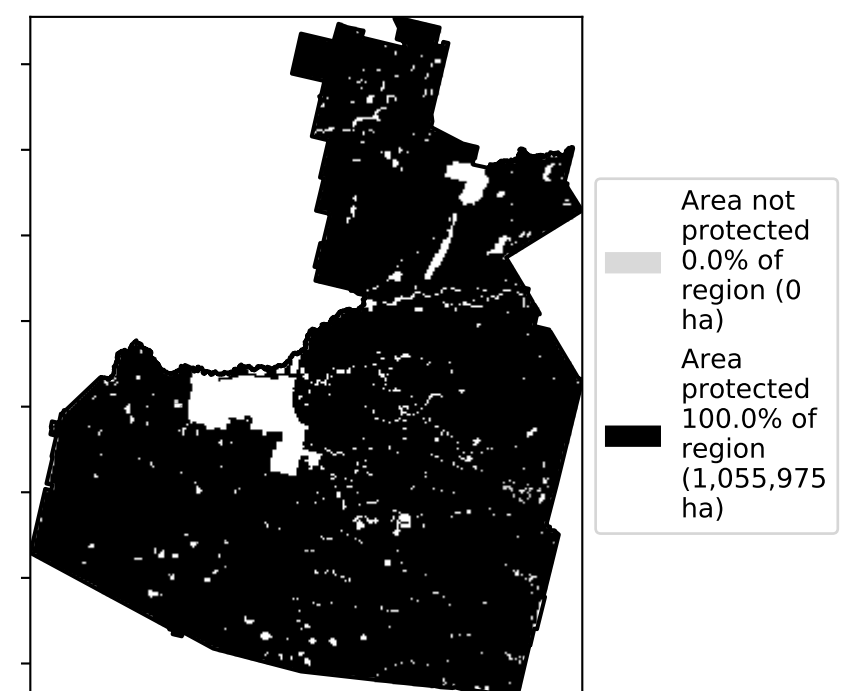 Area not
protected
0.0% of
region (0
ha)
Area
protected
100.0% of
region
(1,055,975
ha)